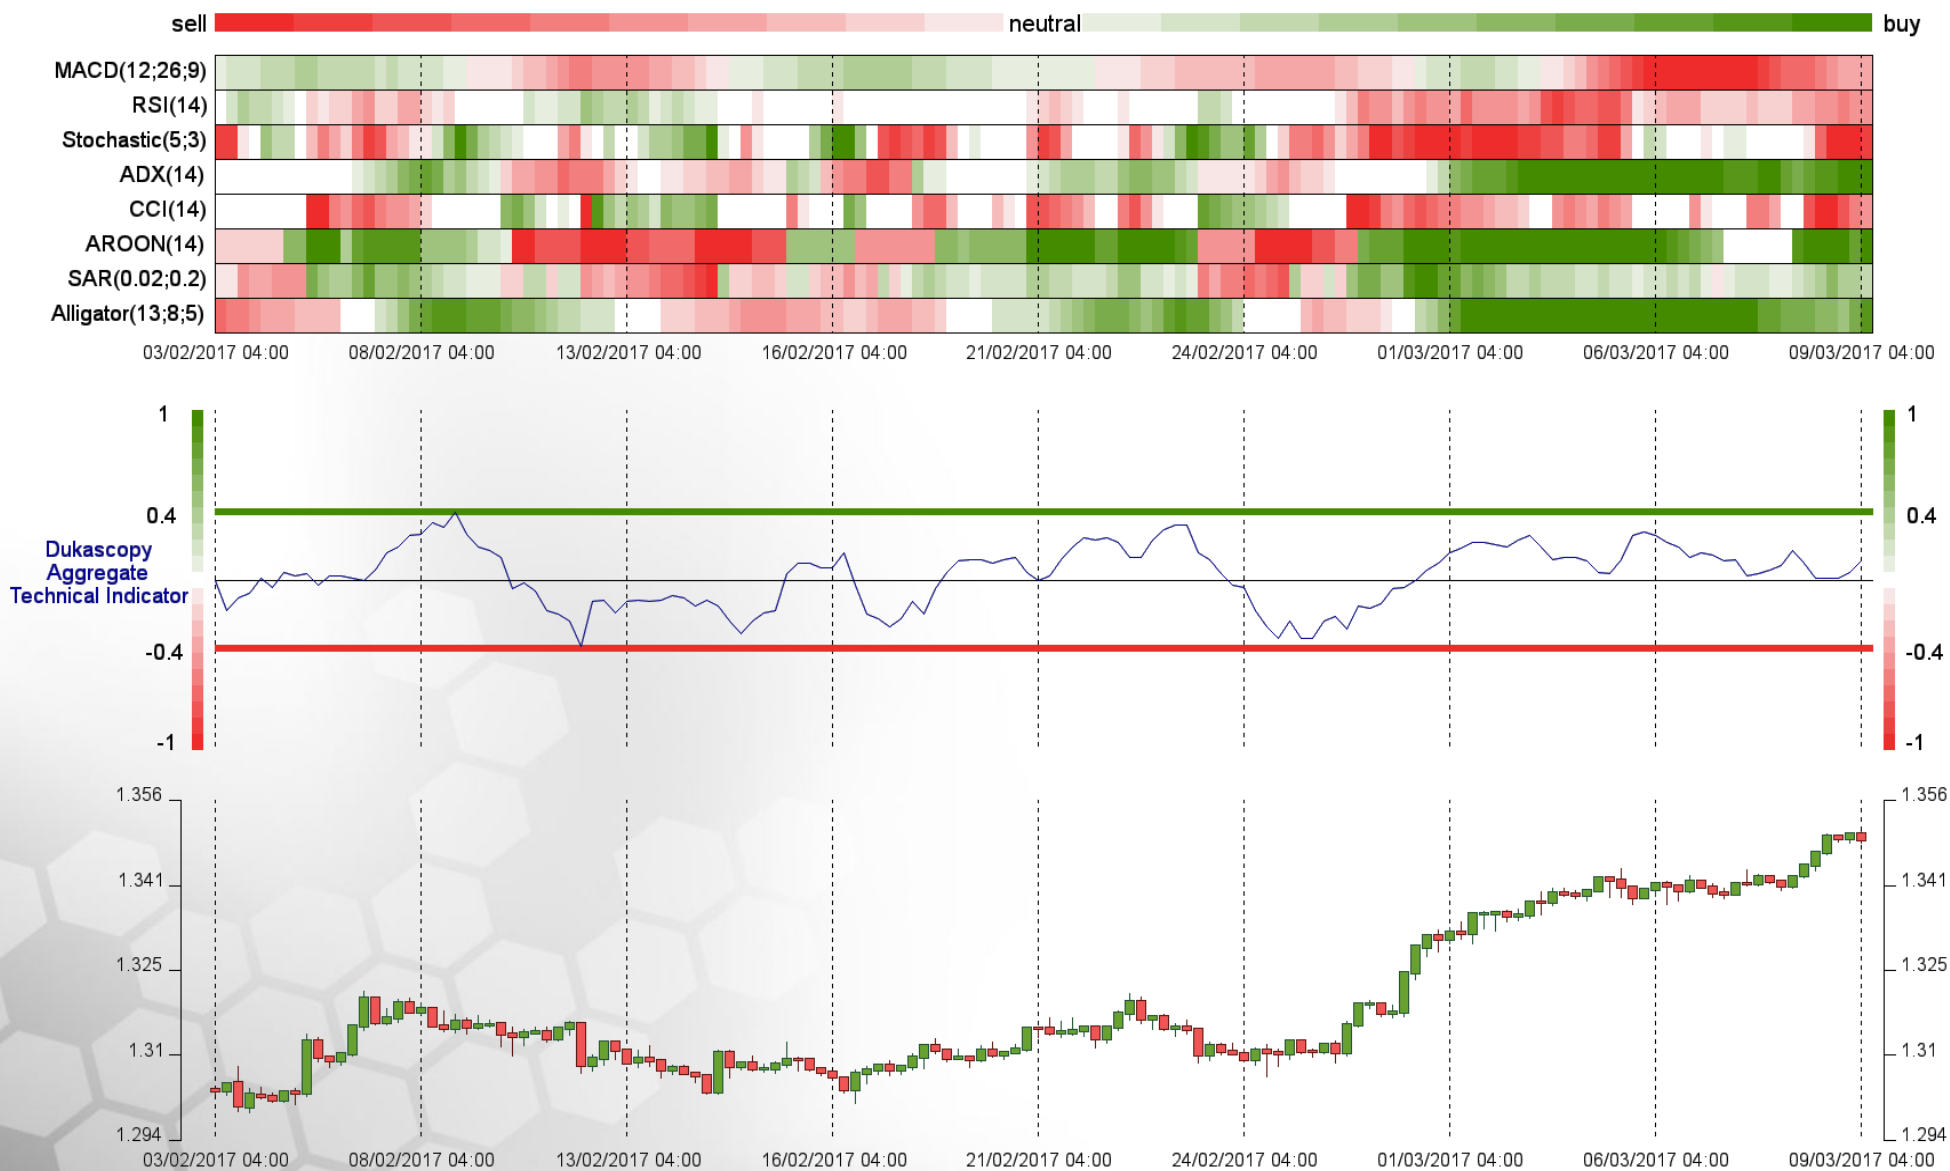 sell neutral buy
MACD(12;26;9)
RSI(14)
Stochastic(5;3)
ADX(14)
CCI(14)
AROON(14)
SAR(0.02;0.2)
Alligator(13;8;5)
03/02/2017 04:00 08/02/2017 04:00 13/02/2017 04:00 16/02/2017 04:00 21/02/2017 04:00 24/02/2017 04:00 01/03/2017 04:00 06/03/2017 04:00 09/03/2017 04:00
1 1
0.4 0.4
Dukascopy
Aggregate
Technical Indicator
-0.4 -0.4
-1 -1
1.356 1.356
1.341 1.341
1.325 1.325
1.31 1.31
1.294 1.294
03/02/2017 04:00 08/02/2017 04:00 13/02/2017 04:00 16/02/2017 04:00 21/02/2017 04:00 24/02/2017 04:00 01/03/2017 04:00 06/03/2017 04:00 09/03/2017 04:00